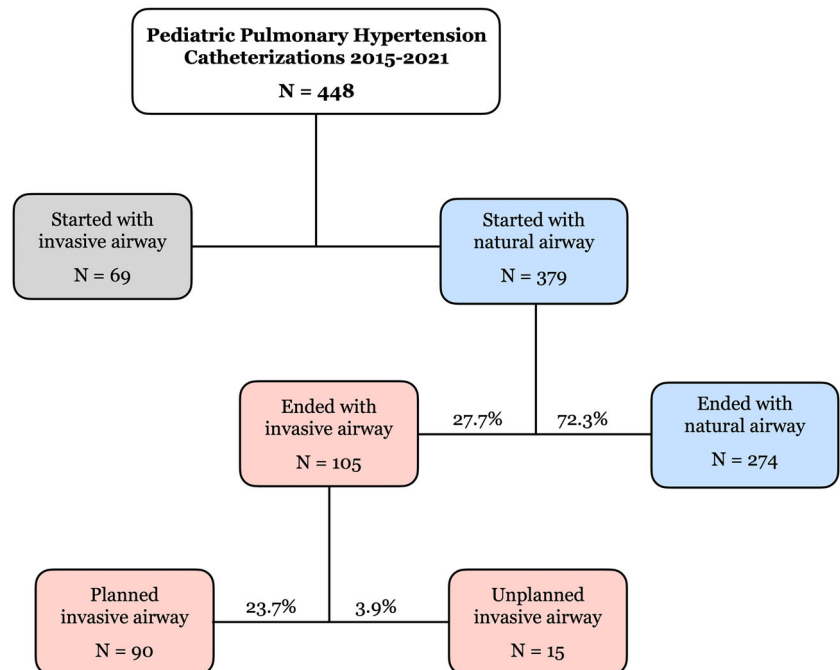 Pediatric Pulmonary Hypertension
Catheterizations 2015-2021
N = 448
Started with
invasive airway
N = 69
Started with
natural airway
N = 379
Ended with
invasive airway
N = 105
27.7%
72.3%
Ended with
natural airway
N = 274
Planned
invasive airway
N = 90
23.7%
3.9%
Unplanned
invasive airway
N = 15